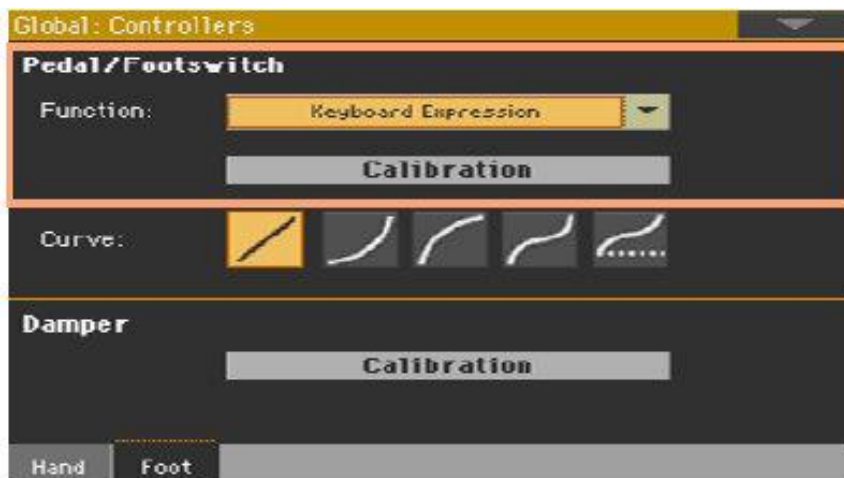 Global: Controllers
Pedal/Footswitch
Function:
Keyboard Expression
Calibration
Curve:
Damper
Calibration
Hand
Foot